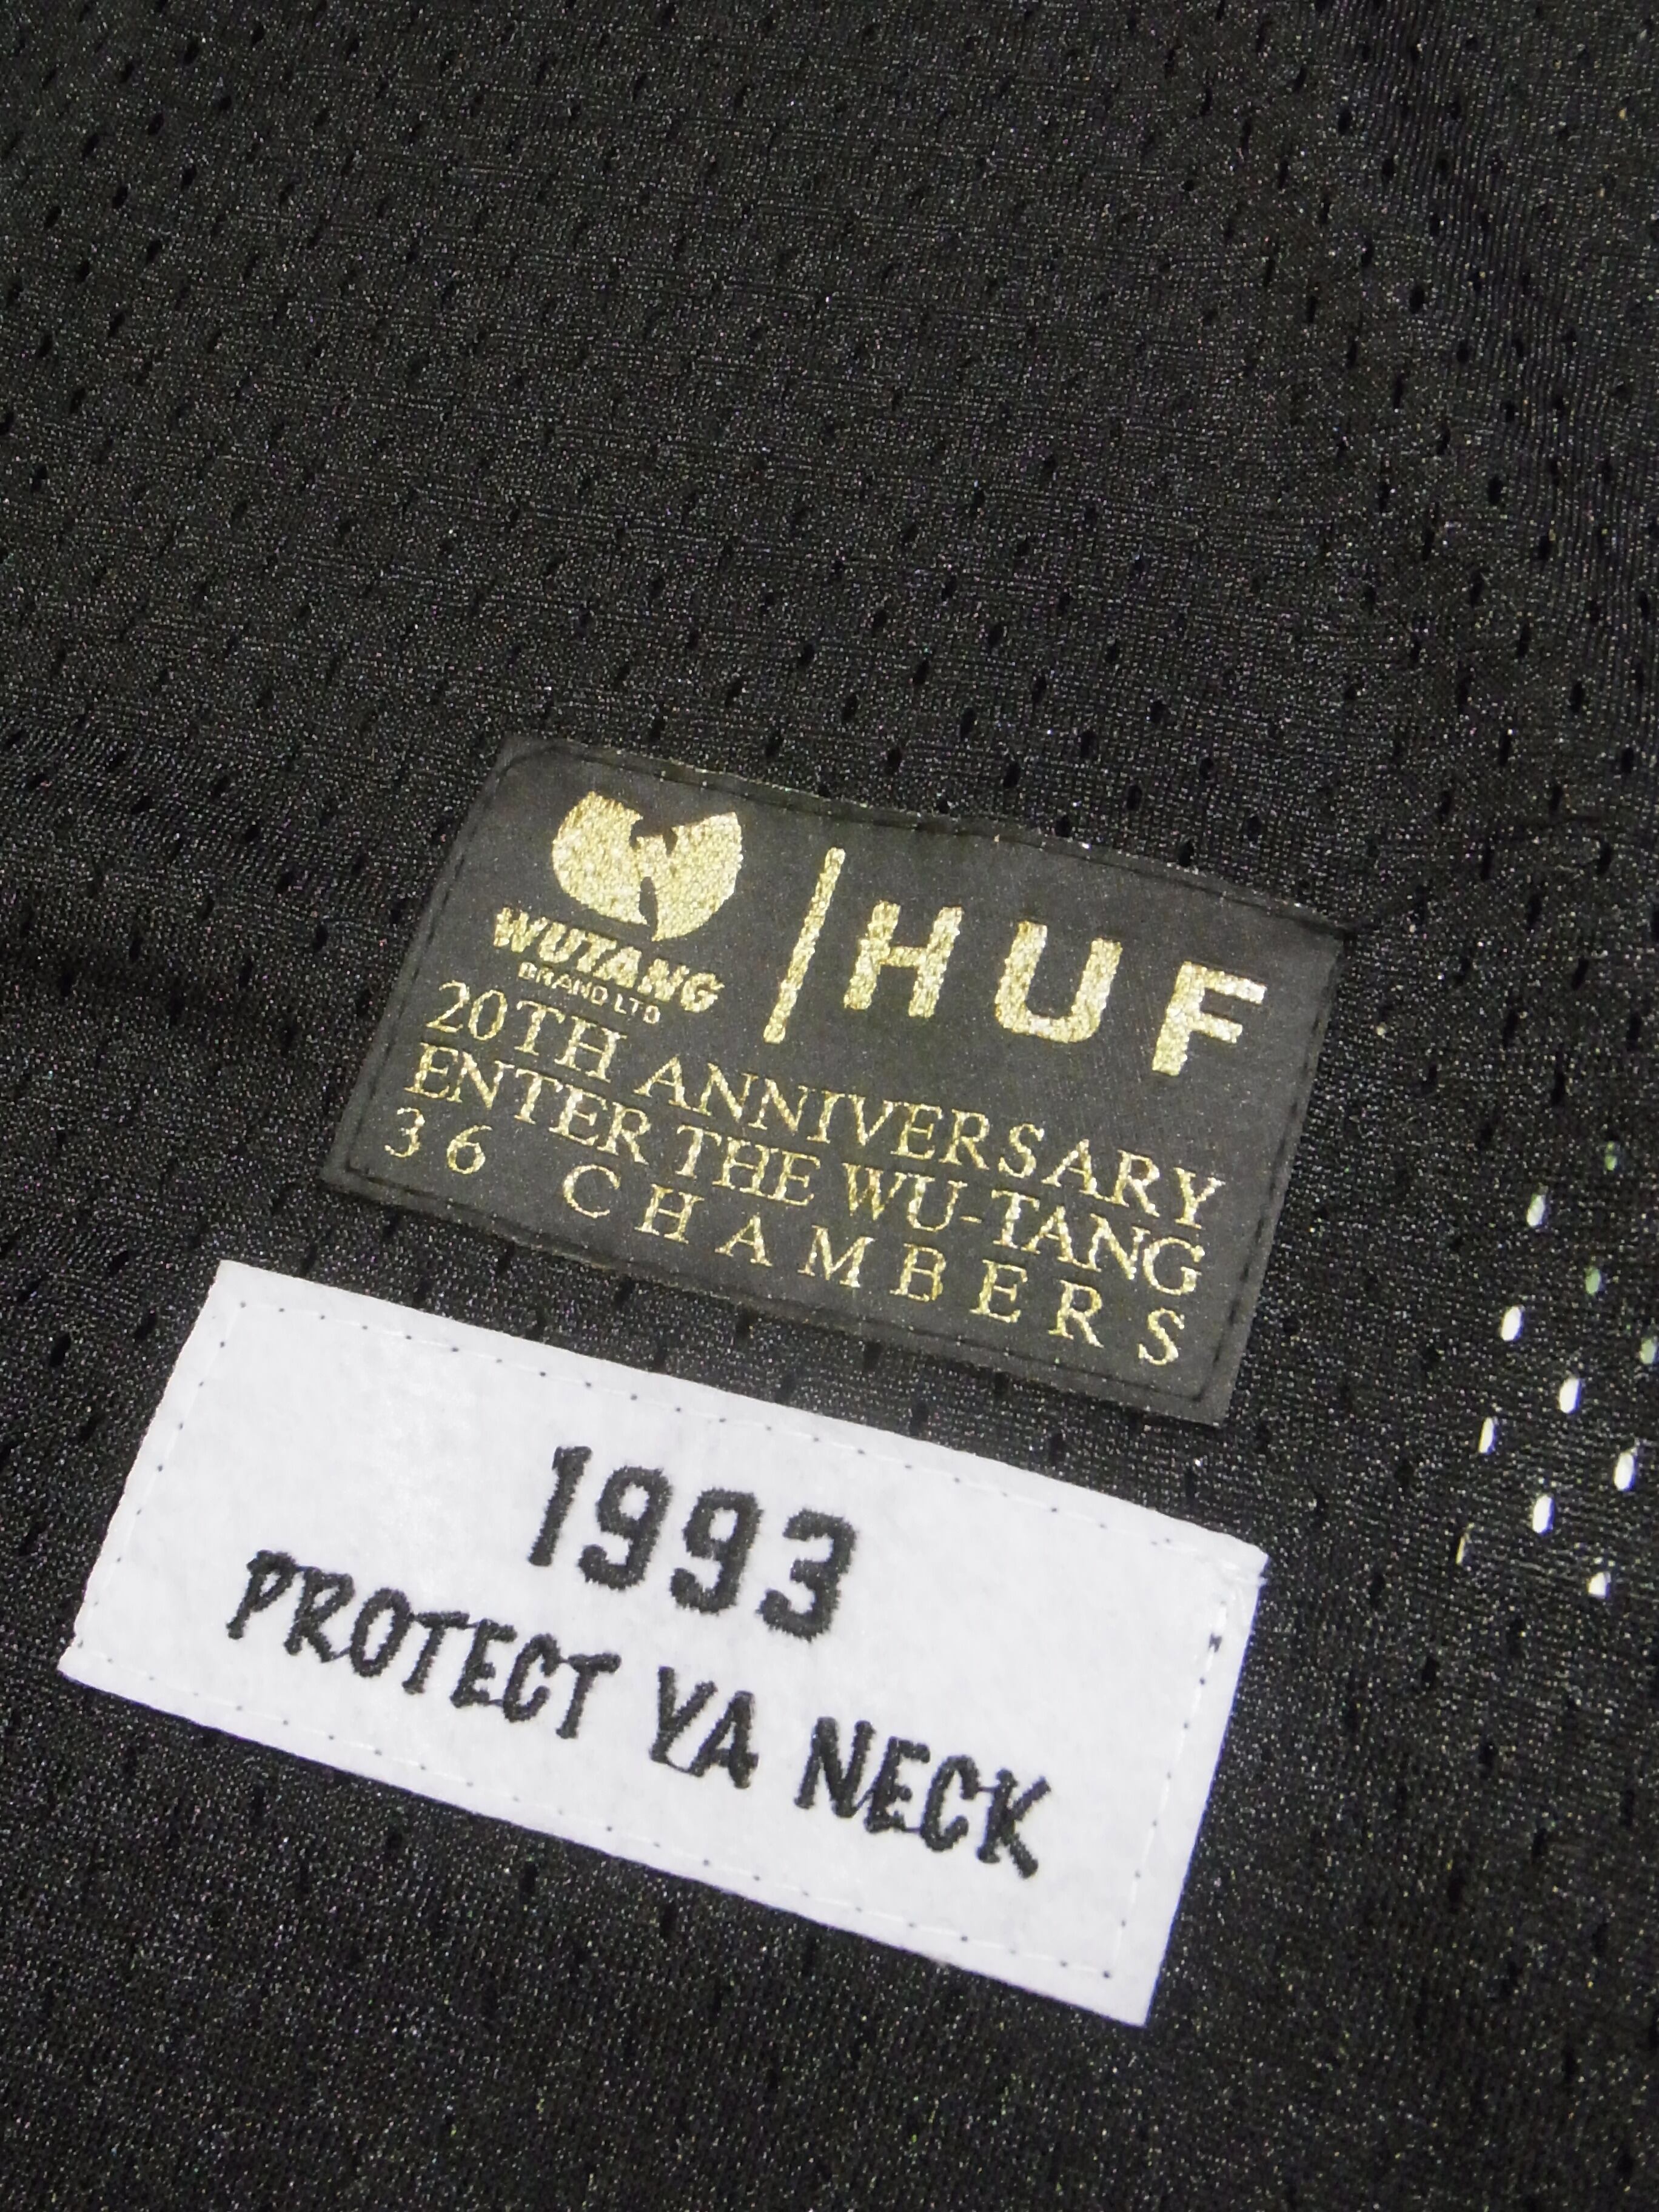 WUTANG
BRAND LTD
HUF
20TH ANNIVERSARY
ENTER THE WU-TANG
36 CHAMBERS
1993
PROTECT YA NECK